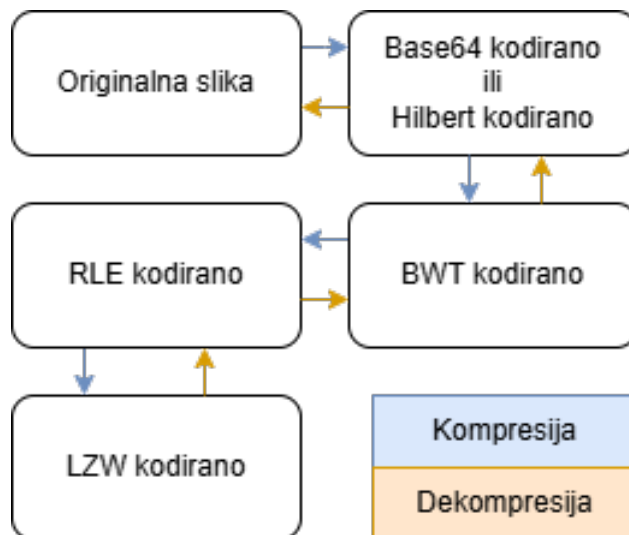 Originalna slika
Base64 kodirano
ili
Hilbert kodirano
RLE kodirano
BWT kodirano
LZW kodirano
Kompresija
Dekompresija